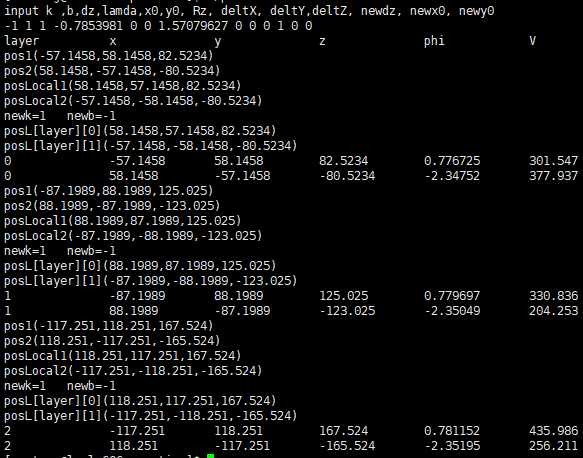 input k ,b,dz,lamda,x0,y0, Rz, deltX, deltY,deltZ, newdz, newx0, newy0
-1 1 1 -0.7853981 0 0 1.57079627 0 0 0 1 0 0
layer x y z phi V
pos1(-57.1458,58.1458,82.5234)
pos2(58.1458,-57.1458,-80.5234)
posLocal1(58.1458,57.1458,82.5234)
posLocal2(-57.1458,-58.1458,-80.5234)
newk=1 newb=-1
posL[layer][0](58.1458,57.1458,82.5234)
posL[layer][1](-57.1458,-58.1458,-80.5234)
0 -57.1458 58.1458 82.5234 0.776725 301.547
0 58.1458 -57.1458 -80.5234 -2.34752 377.937
pos1(-87.1989,88.1989,125.025)
pos2(88.1989,-87.1989,-123.025)
posLocal1(88.1989,87.1989,125.025)
posLocal2(-87.1989,-88.1989,-123.025)
newk=1 newb=-1
posL[layer][0](88.1989,87.1989,125.025)
posL[layer][1](-87.1989,-88.1989,-123.025)
1 -87.1989 88.1989 125.025 0.779697 330.836
1 88.1989 -87.1989 -123.025 -2.35049 204.253
pos1(-117.251,118.251,167.524)
pos2(118.251,-117.251,-165.524)
posLocal1(118.251,117.251,167.524)
posLocal2(-117.251,-118.251,-165.524)
newk=1 newb=-1
posL[layer][0](118.251,117.251,167.524)
posL[layer][1](-117.251,-118.251,-165.524)
2 -117.251 118.251 167.524 0.781152 435.986
2 118.251 -117.251 -165.524 -2.35195 256.211